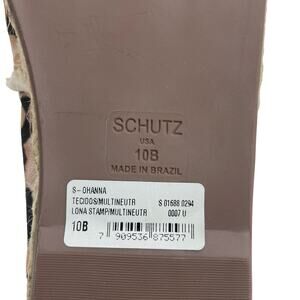 SCHUTZ
USA
10B
MADE IN BRAZIL
S-OHANNA
TECIDOS/MULTINEUTR S 01688 0294
LONA STAMP/MULTINEUTR 0007 U
10B
7 909536 875577